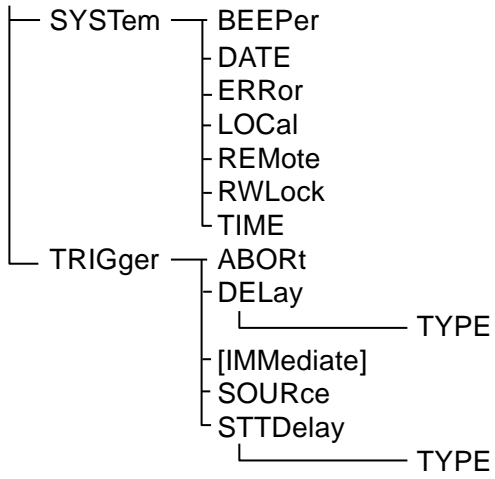 SYSTem BEEPer
DATE
ERRor
LOCal
REMote
RWLock
TIME
TRIGger ABORt
DELay
TYPE
[IMMediate]
SOURce
STTDelay
TYPE